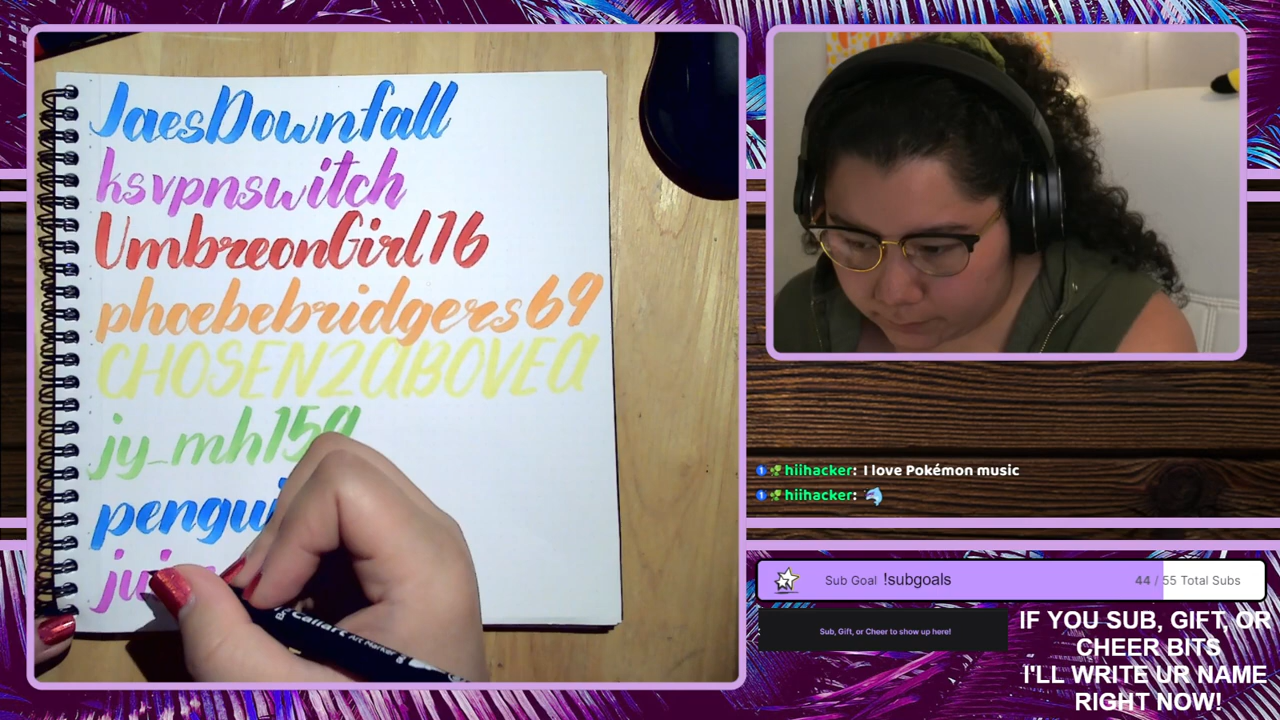 JaesDownfall
ksvpnswitch
UmbreonGirl16
phoebebridgers69
CHOSEN2aBOVEa
jy_mh159
hiihacker: I love Pokémon music
hiihacker:
Sub Goal !subgoals 44 / 55 Total Subs
Sub, Gift, or Cheer to show up here!
IF YOU SUB, GIFT, OR
CHEER BITS
I'LL WRITE UR NAME
RIGHT NOW!